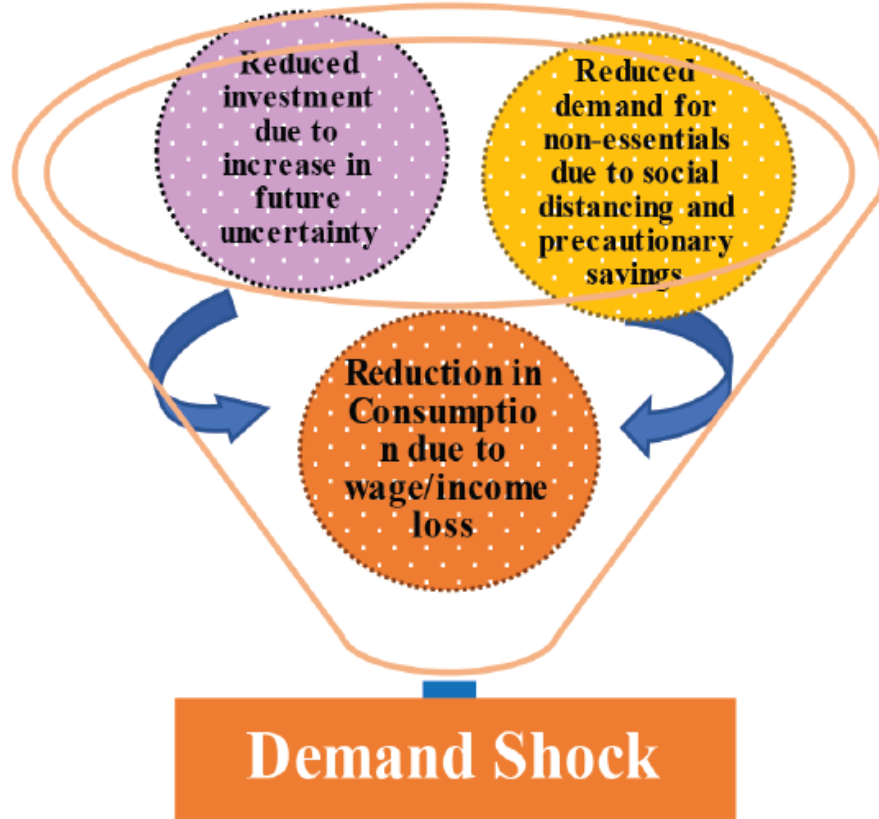 Reduced
investment
due to
increase in
future
uncertainty
Reduced
demand for
non-essentials
due to social
distancing and
precautionary
savings
Reduction in
Consumptio
n due to
wage/income
loss
Demand Shock